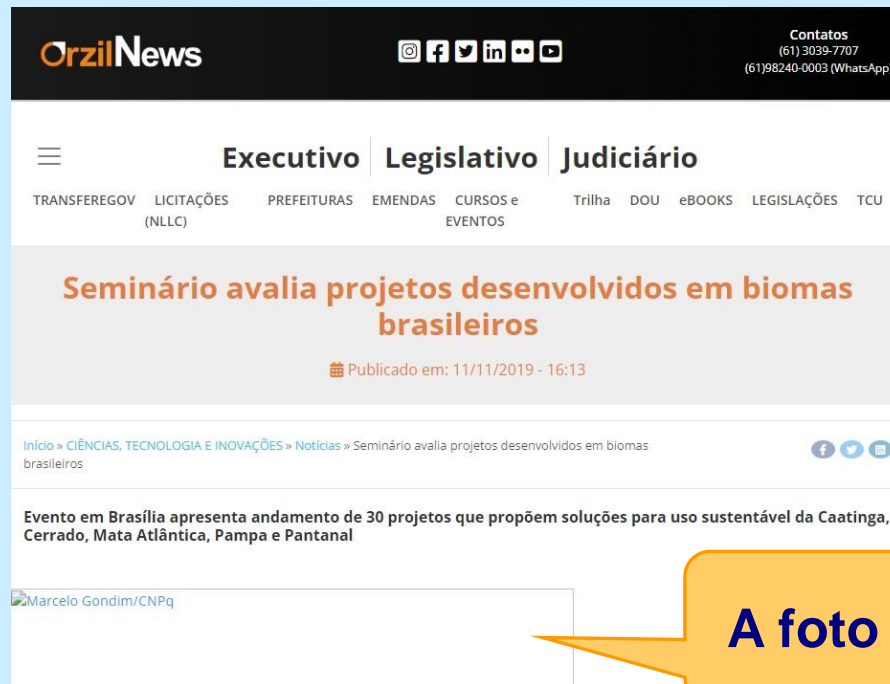 OrzilNews
Contatos
(61) 3039-7707
(61)98240-0003 (WhatsApp)
Executivo Legislativo Judiciário
TRANSFEREGOV LICITAÇÕES (NLLC) PREFEITURAS EMENDAS CURSOS e EVENTOS Trilha DOU eBOOKS LEGISLAÇÕES TCU
Seminário avalia projetos desenvolvidos em biomas
brasileiros
Publicado em: 11/11/2019 - 16:13
Início » CIÊNCIAS, TECNOLOGIA E INOVAÇÕES » Notícias » Seminário avalia projetos desenvolvidos em biomas
brasileiros
Evento em Brasília apresenta andamento de 30 projetos que propõem soluções para uso sustentável da Caatinga,
Cerrado, Mata Atlântica, Pampa e Pantanal
Marcelo Gondim/CNPq
A foto